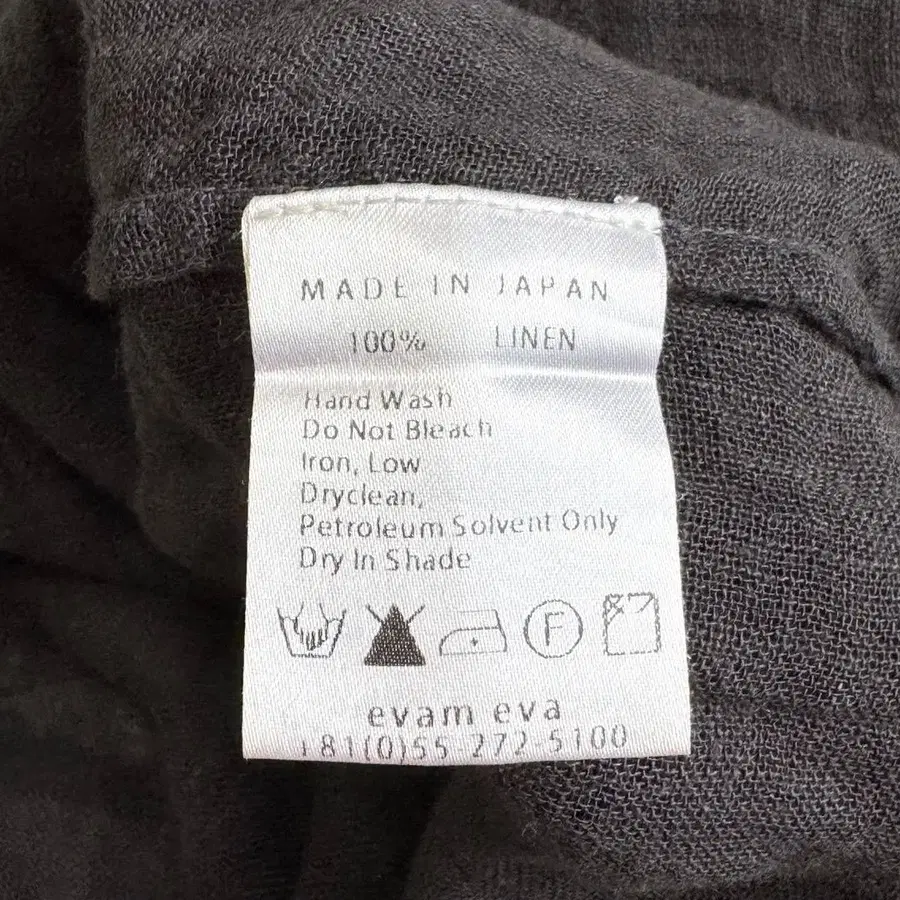 MADE IN JAPAN
100% LINEN
Hand Wash
Do Not Bleach
Iron, Low
Dryclean,
Petroleum Solvent Only
Dry In Shade
F
evam eva
+81(0)55-272-5100